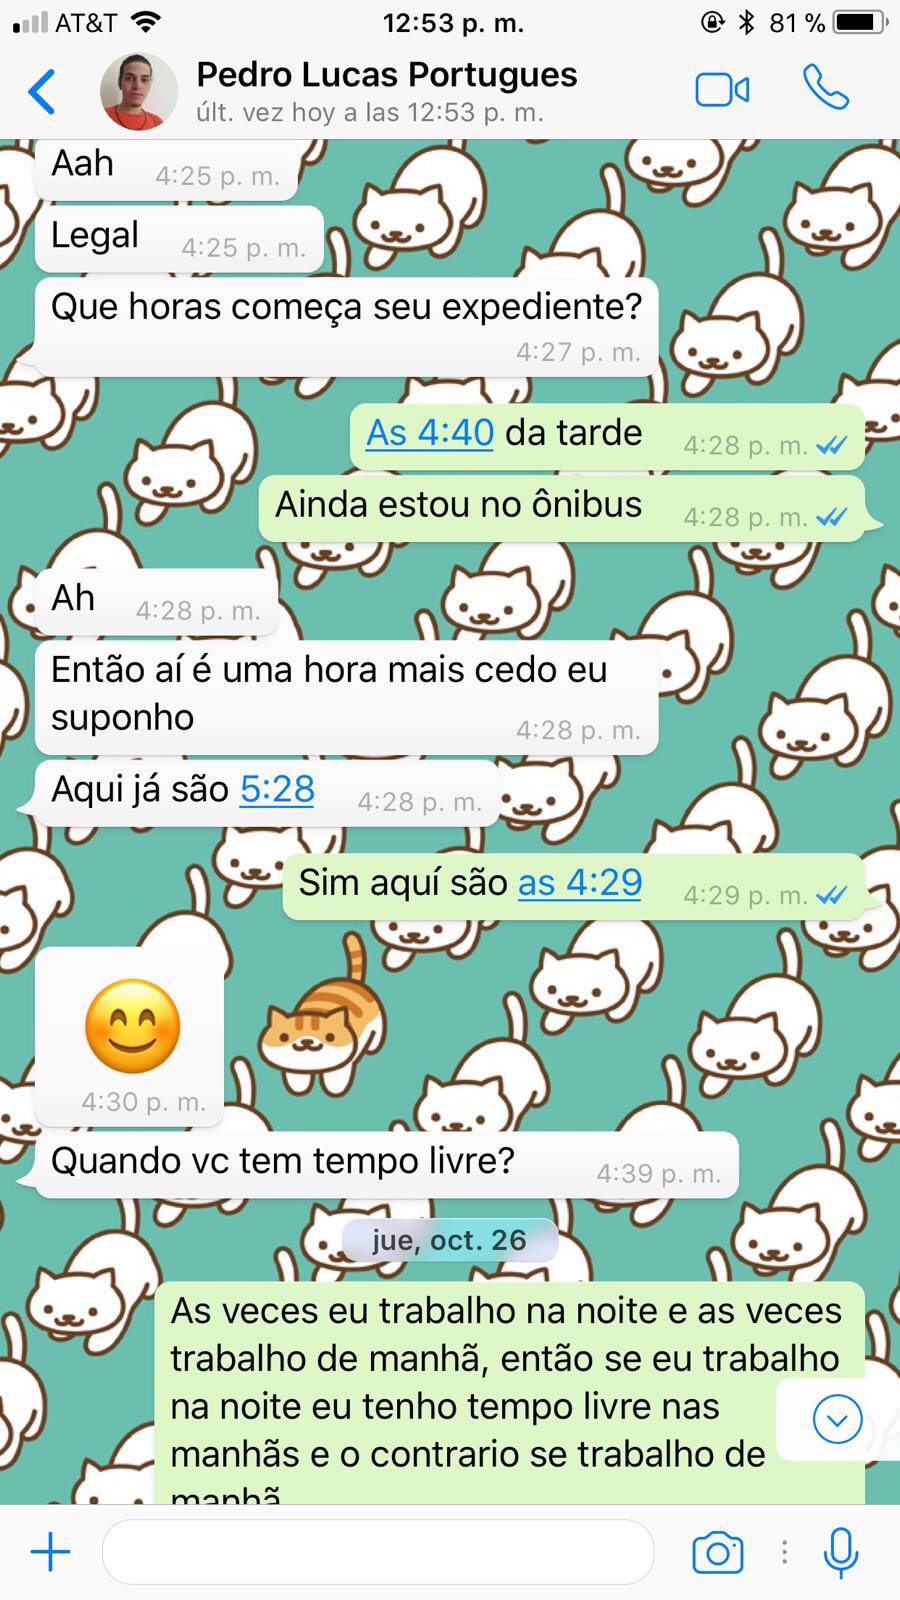 AT&T 12:53 p. m. 81 %
Pedro Lucas Portugues
últ. vez hoy a las 12:53 p. m.
Aah 4:25 p. m.
Legal 4:25 p. m.
Que horas começa seu expediente?
4:27 p. m.
As 4:40 da tarde 4:28 p. m.
Ainda estou no ônibus 4:28 p. m.
Ah 4:28 p. m.
Então aí é uma hora mais cedo eu
suponho 4:28 p. m.
Aqui já são 5:28 4:28 p. m.
Sim aquí são as 4:29 4:29 p. m.
4:30 p. m.
Quando vc tem tempo livre? 4:39 p. m.
jue, oct. 26
As veces eu trabalho na noite e as veces
trabalho de manhã, então se eu trabalho
na noite eu tenho tempo livre nas
manhãs e o contrario se trabalho de
manhã